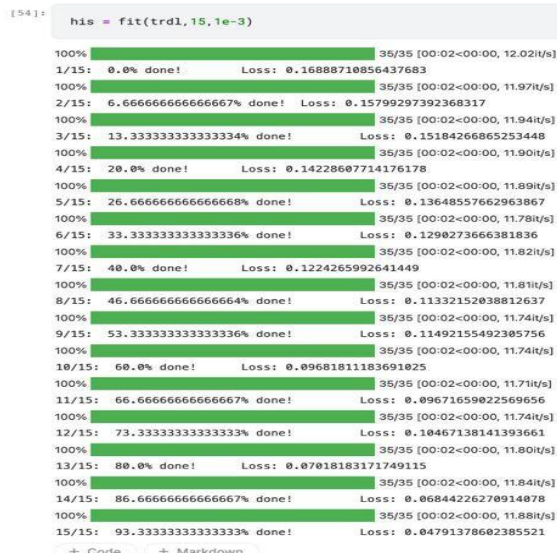 [54]:
his = fit(trdl,15,1e-3)
100% 35/35 [00:02<00:00, 12.02it/s]
1/15: 0.0% done! Loss: 0.16888710856437683
100% 35/35 [00:02<00:00, 11.97it/s]
2/15: 6.666666666666667% done! Loss: 0.15799297392368317
100% 35/35 [00:02<00:00, 11.94it/s]
3/15: 13.333333333333334% done! Loss: 0.15184266865253448
100% 35/35 [00:02<00:00, 11.90it/s]
4/15: 20.0% done! Loss: 0.14228607714176178
100% 35/35 [00:02<00:00, 11.89it/s]
5/15: 26.666666666666668% done! Loss: 0.13648557662963867
100% 35/35 [00:02<00:00, 11.78it/s]
6/15: 33.333333333333336% done! Loss: 0.1290273666381836
100% 35/35 [00:02<00:00, 11.82it/s]
7/15: 40.0% done! Loss: 0.1224265992641449
100% 35/35 [00:02<00:00, 11.81it/s]
8/15: 46.666666666666664% done! Loss: 0.11332152038812637
100% 35/35 [00:02<00:00, 11.74it/s]
9/15: 53.333333333333336% done! Loss: 0.11492155492305756
100% 35/35 [00:02<00:00, 11.74it/s]
10/15: 60.0% done! Loss: 0.09681811183691025
100% 35/35 [00:02<00:00, 11.71it/s]
11/15: 66.66666666666667% done! Loss: 0.09671659022569656
100% 35/35 [00:02<00:00, 11.74it/s]
12/15: 73.33333333333333% done! Loss: 0.10467138141393661
100% 35/35 [00:02<00:00, 11.80it/s]
13/15: 80.0% done! Loss: 0.07018183171749115
100% 35/35 [00:02<00:00, 11.84it/s]
14/15: 86.66666666666667% done! Loss: 0.06844226270914078
100% 35/35 [00:02<00:00, 11.88it/s]
15/15: 93.33333333333333% done! Loss: 0.04791378602385521
+ Code + Markdown